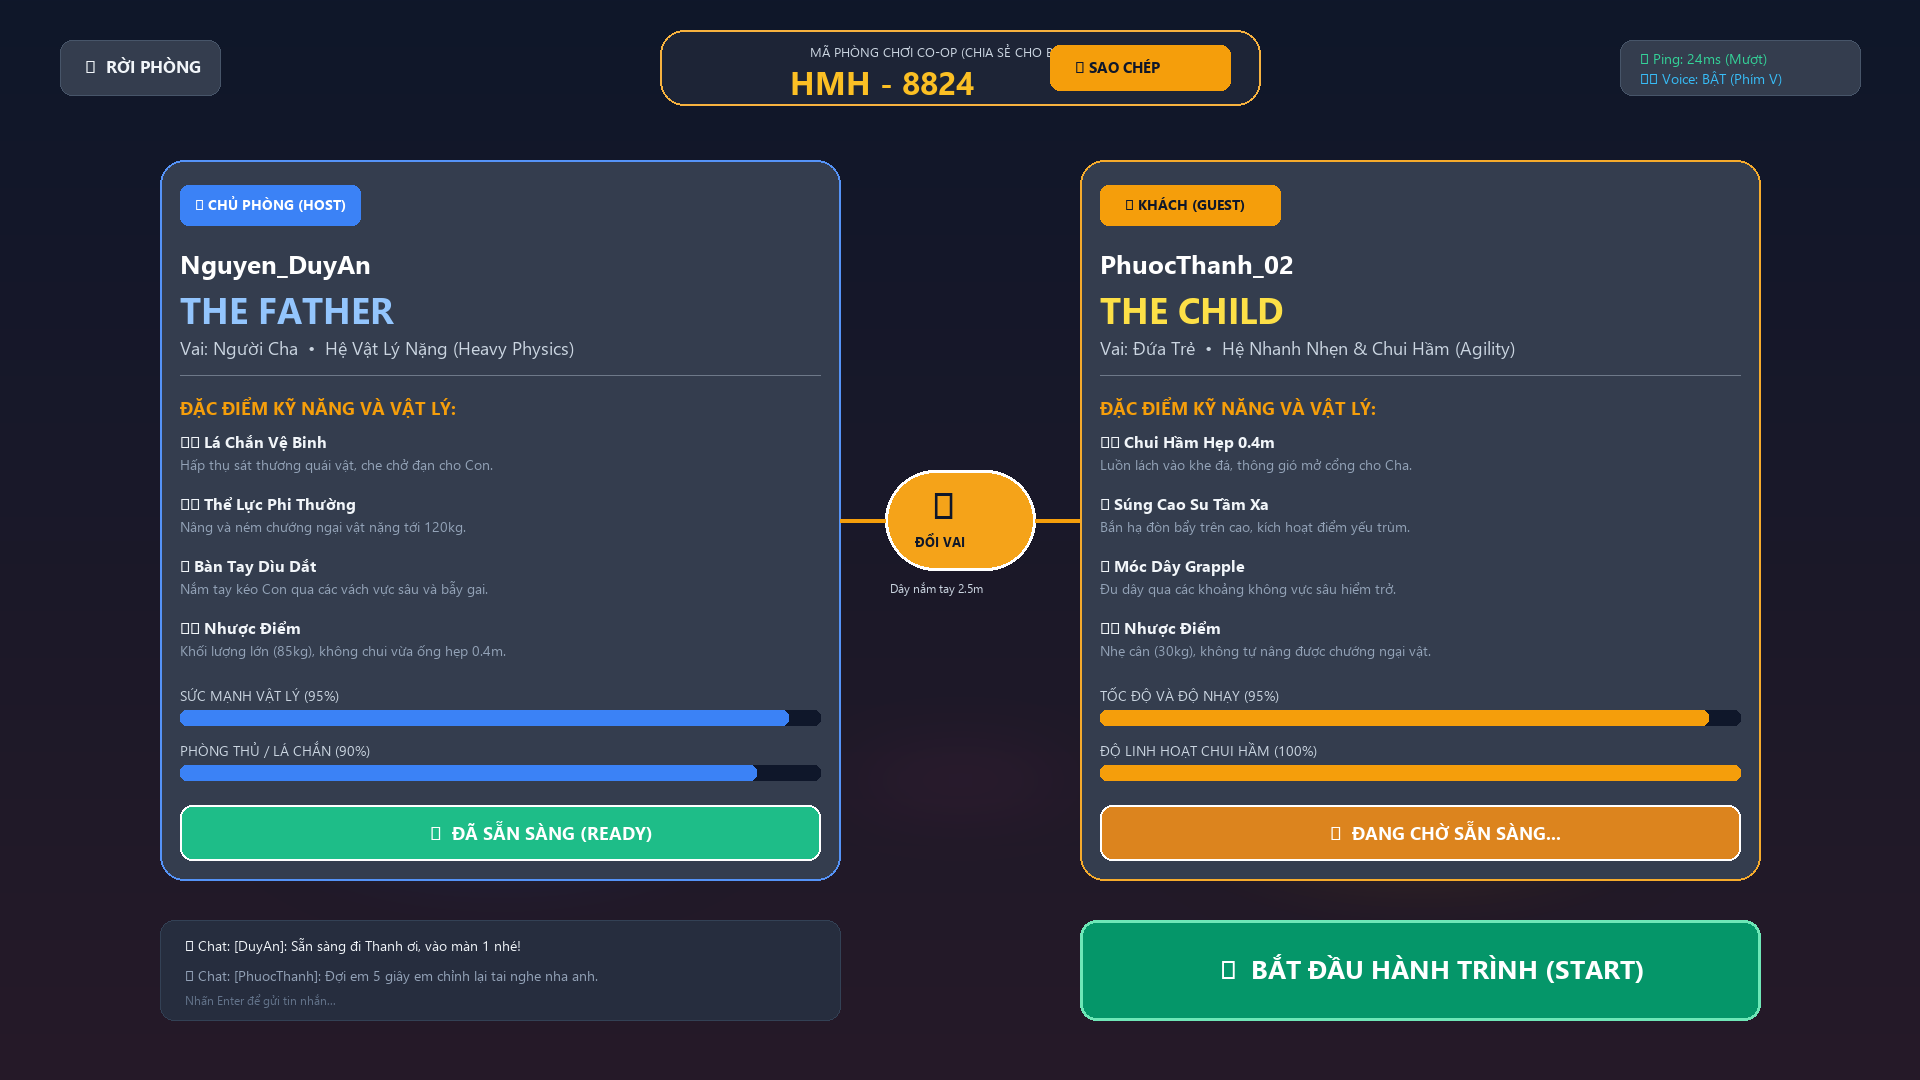 RỜI PHÒNG
MÃ PHÒNG CHƠI CO-OP (CHIA SẺ CHO B
HMH - 8824
SAO CHÉP
Ping: 24ms (Mượt)
Voice: BẬT (Phím V)
CHỦ PHÒNG (HOST)
Nguyen_DuyAn
THE FATHER
Vai: Người Cha • Hệ Vật Lý Nặng (Heavy Physics)
ĐẶC ĐIỂM KỸ NĂNG VÀ VẬT LÝ:
Lá Chắn Vệ Binh
Hấp thụ sát thương quái vật, che chở đạn cho Con.
Thể Lực Phi Thường
Nâng và ném chướng ngại vật nặng tới 120kg.
Bàn Tay Dìu Dắt
Nắm tay kéo Con qua các vách vực sâu và bẫy gai.
Nhược Điểm
Khối lượng lớn (85kg), không chui vừa ống hẹp 0.4m.
SỨC MẠNH VẬT LÝ (95%)
PHÒNG THỦ / LÁ CHẮN (90%)
ĐÃ SẴN SÀNG (READY)
ĐỔI VAI
Dây nắm tay 2.5m
KHÁCH (GUEST)
PhuocThanh_02
THE CHILD
Vai: Đứa Trẻ • Hệ Nhanh Nhẹn & Chui Hầm (Agility)
ĐẶC ĐIỂM KỸ NĂNG VÀ VẬT LÝ:
Chui Hầm Hẹp 0.4m
Luồn lách vào khe đá, thông gió mở cổng cho Cha.
Súng Cao Su Tầm Xa
Bắn hạ đòn bẩy trên cao, kích hoạt điểm yếu trùm.
Móc Dây Grapple
Đu dây qua các khoảng không vực sâu hiểm trở.
Nhược Điểm
Nhẹ cân (30kg), không tự nâng được chướng ngại vật.
TỐC ĐỘ VÀ ĐỘ NHẠY (95%)
ĐỘ LINH HOẠT CHUI HẦM (100%)
ĐANG CHỜ SẴN SÀNG...
Chat: [DuyAn]: Sẵn sàng đi Thanh ơi, vào màn 1 nhé!
Chat: [PhuocThanh]: Đợi em 5 giây em chỉnh lại tai nghe nha anh.
Nhấn Enter để gửi tin nhắn...
BẮT ĐẦU HÀNH TRÌNH (START)